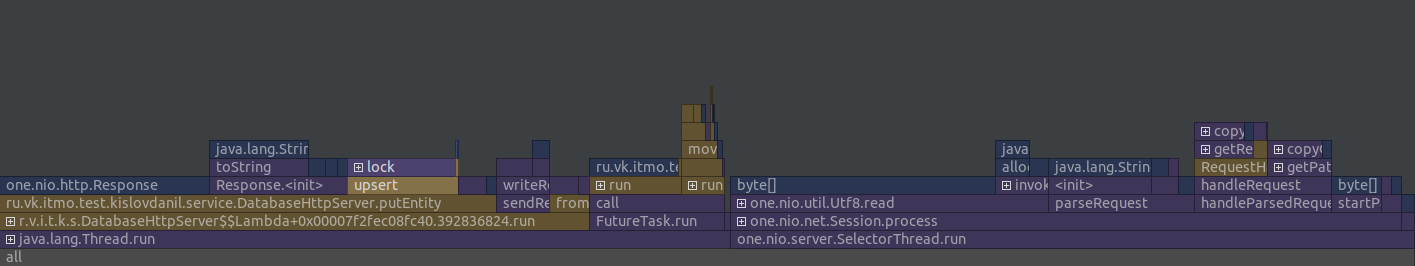 copy
java.lang.Strin
mov
java
getRe
copy
toString
lock
ru.vk.itmo.te
allo
java.lang.Strin
RequestH
getPat
one.nio.http.Response
Response.<init>
upsert
writeRe
run
run
byte[]
invok
<init>
handleRequest
byte[]
ru.vk.itmo.test.kislovdanil.service.DatabaseHttpServer.putEntity
sendRe
from
call
one.nio.util.Utf8.read
parseRequest
handleParsedReque
startP
r.v.i.t.k.s.DatabaseHttpServer$$Lambda+0x00007f2fec08fc40.392836824.run
FutureTask.run
one.nio.net.Session.process
java.lang.Thread.run
one.nio.server.SelectorThread.run
all